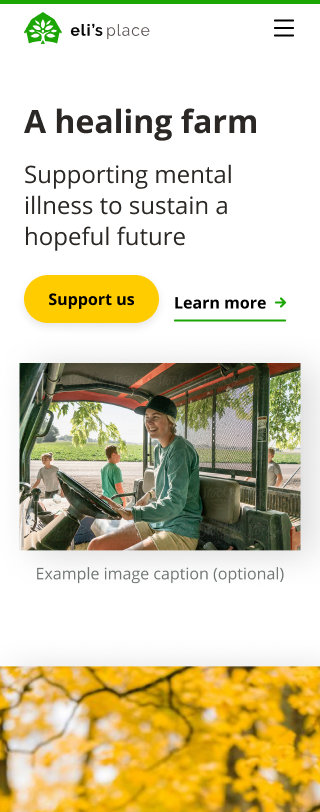 eli's place
A healing farm
Supporting mental
illness to sustain a
hopeful future
Support us
Learn more →
Example image caption (optional)